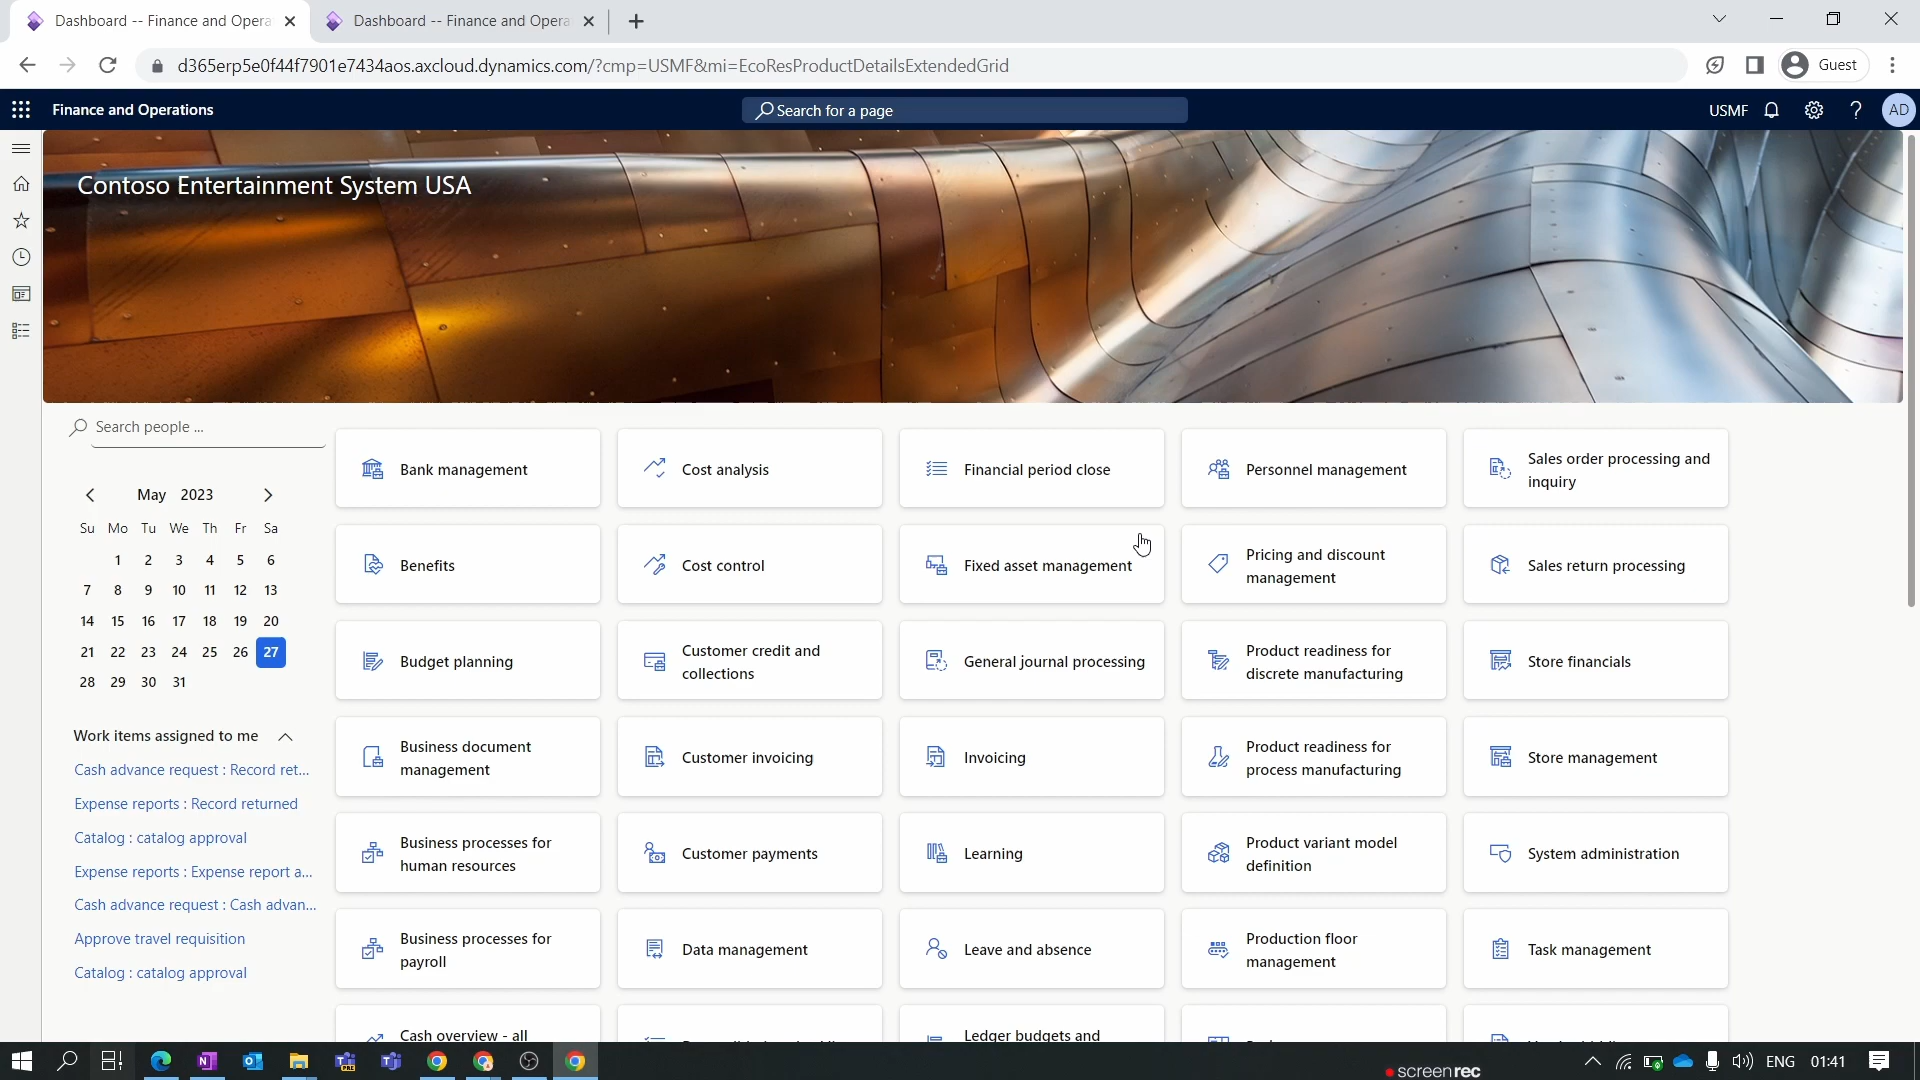 Dashboard -- Finance and Opera
Dashboard -- Finance and Opera
d365erp5e0f44f7901e7434aos.axcloud.dynamics.com/?cmp=USMF&mi=EcoResProductDetailsExtendedGrid
Guest
Finance and Operations
Search for a page
USMF
?
AD
Contoso Entertainment System USA
Search people ...
May 2023
Su Mo Tu We Th Fr Sa
1 2 3 4 5 6
7 8 9 10 11 12 13
14 15 16 17 18 19 20
21 22 23 24 25 26 27
28 29 30 31
Work items assigned to me
Cash advance request : Record ret...
Expense reports : Record returned
Catalog : catalog approval
Expense reports : Expense report a...
Cash advance request : Cash advan...
Approve travel requisition
Catalog : catalog approval
Bank management
Cost analysis
Financial period close
Personnel management
Sales order processing and
inquiry
Benefits
Cost control
Fixed asset management
Pricing and discount
management
Sales return processing
Budget planning
Customer credit and
collections
General journal processing
Product readiness for
discrete manufacturing
Store financials
Business document
management
Customer invoicing
Invoicing
Product readiness for
process manufacturing
Store management
Business processes for
human resources
Customer payments
Learning
Product variant model
definition
System administration
Business processes for
payroll
Data management
Leave and absence
Production floor
management
Task management
Cash overview - all
Ledger budgets and
screenrec
ENG
01:41